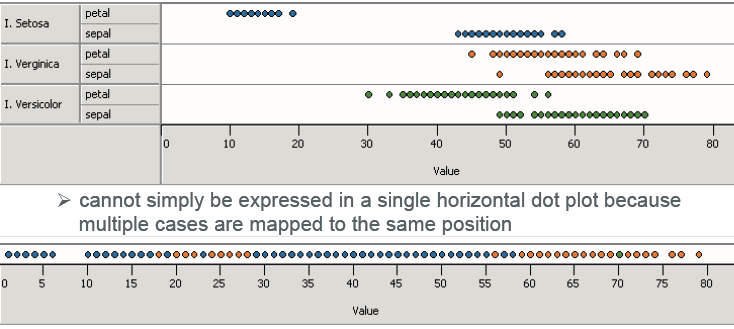 I. Setosa
petal
sepal
I. Verginica
petal
sepal
I. Versicolor
petal
sepal
0 10 20 30 40 50 60 70 80
Value
➢ cannot simply be expressed in a single horizontal dot plot because
multiple cases are mapped to the same position
0 5 10 15 20 25 30 35 40 45 50 55 60 65 70 75 80
Value